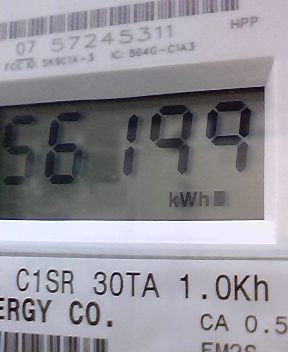 07 57245311
HPP
FCC ID: SK9C1A-3 IC: 864G-C1A3
56199
kWh
C1SR 30TA 1.0Kh
ERGY CO.
CA 0.5
EM2S